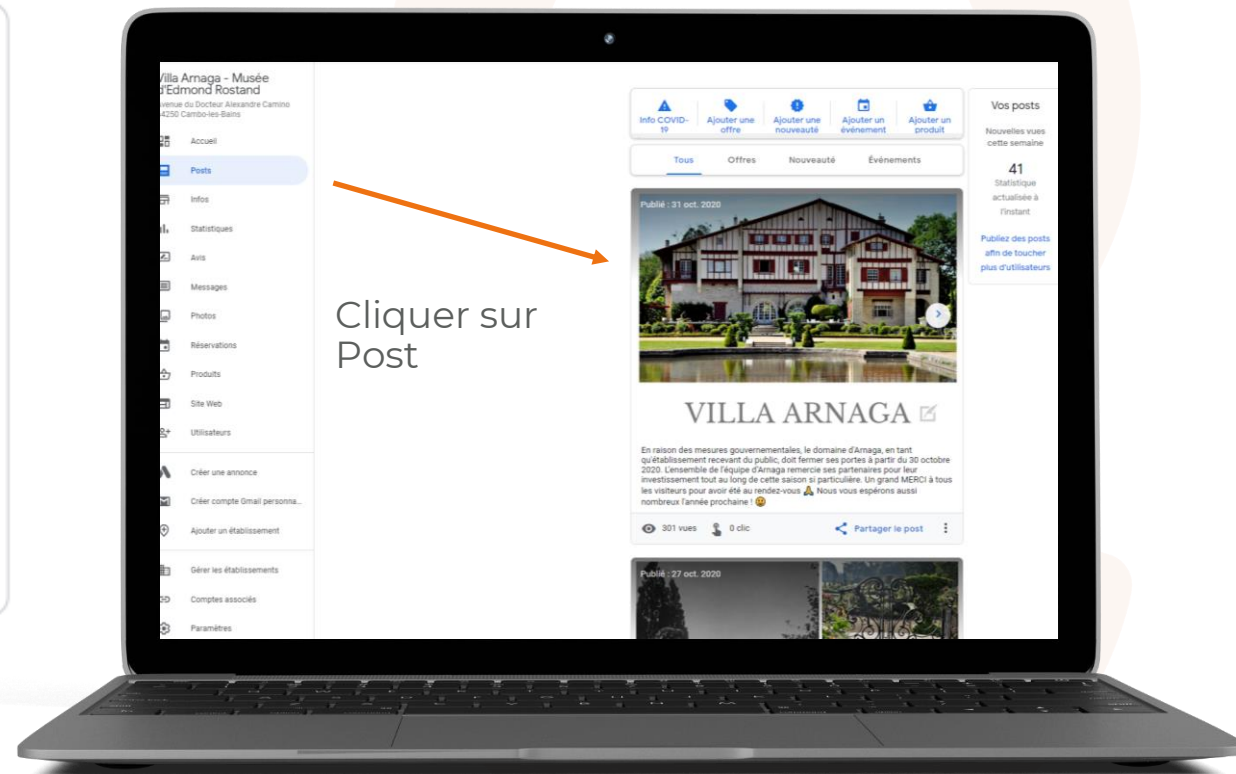 Villa Arnaga - Musée
d'Edmond Rostand
Avenue du Docteur Alexandre Camino
64250 Cambo-les-Bains
Accueil
Posts
Infos
Statistiques
Avis
Messages
Photos
Réservations
Produits
Site Web
Utilisateurs
Créer une annonce
Créer compte Gmail personna...
Ajouter un établissement
Gérer les établissements
Comptes associés
Paramètres
Cliquer sur
Post
Info COVID-
19
Ajouter une
offre
Ajouter une
nouveauté
Ajouter un
événement
Ajouter un
produit
Tous
Offres
Nouveauté
Événements
Publié : 31 oct. 2020
VILLA ARNAGA
En raison des mesures gouvernementales, le domaine d'Arnaga, en tant
qu'établissement recevant du public, doit fermer ses portes à partir du 30 octobre
2020. L'ensemble de l'équipe d'Arnaga remercie ses partenaires pour leur
investissement tout au long de cette saison si particulière. Un grand MERCI à tous
les visiteurs pour avoir été au rendez-vous 🙏 Nous vous espérons aussi
nombreux l'année prochaine ! 😃
301 vues
0 clic
Partager le post
Publié : 27 oct. 2020
Vos posts
Nouvelles vues
cette semaine
41
Statistique
actualisée à
l'instant
Publiez des posts
afin de toucher
plus d'utilisateurs